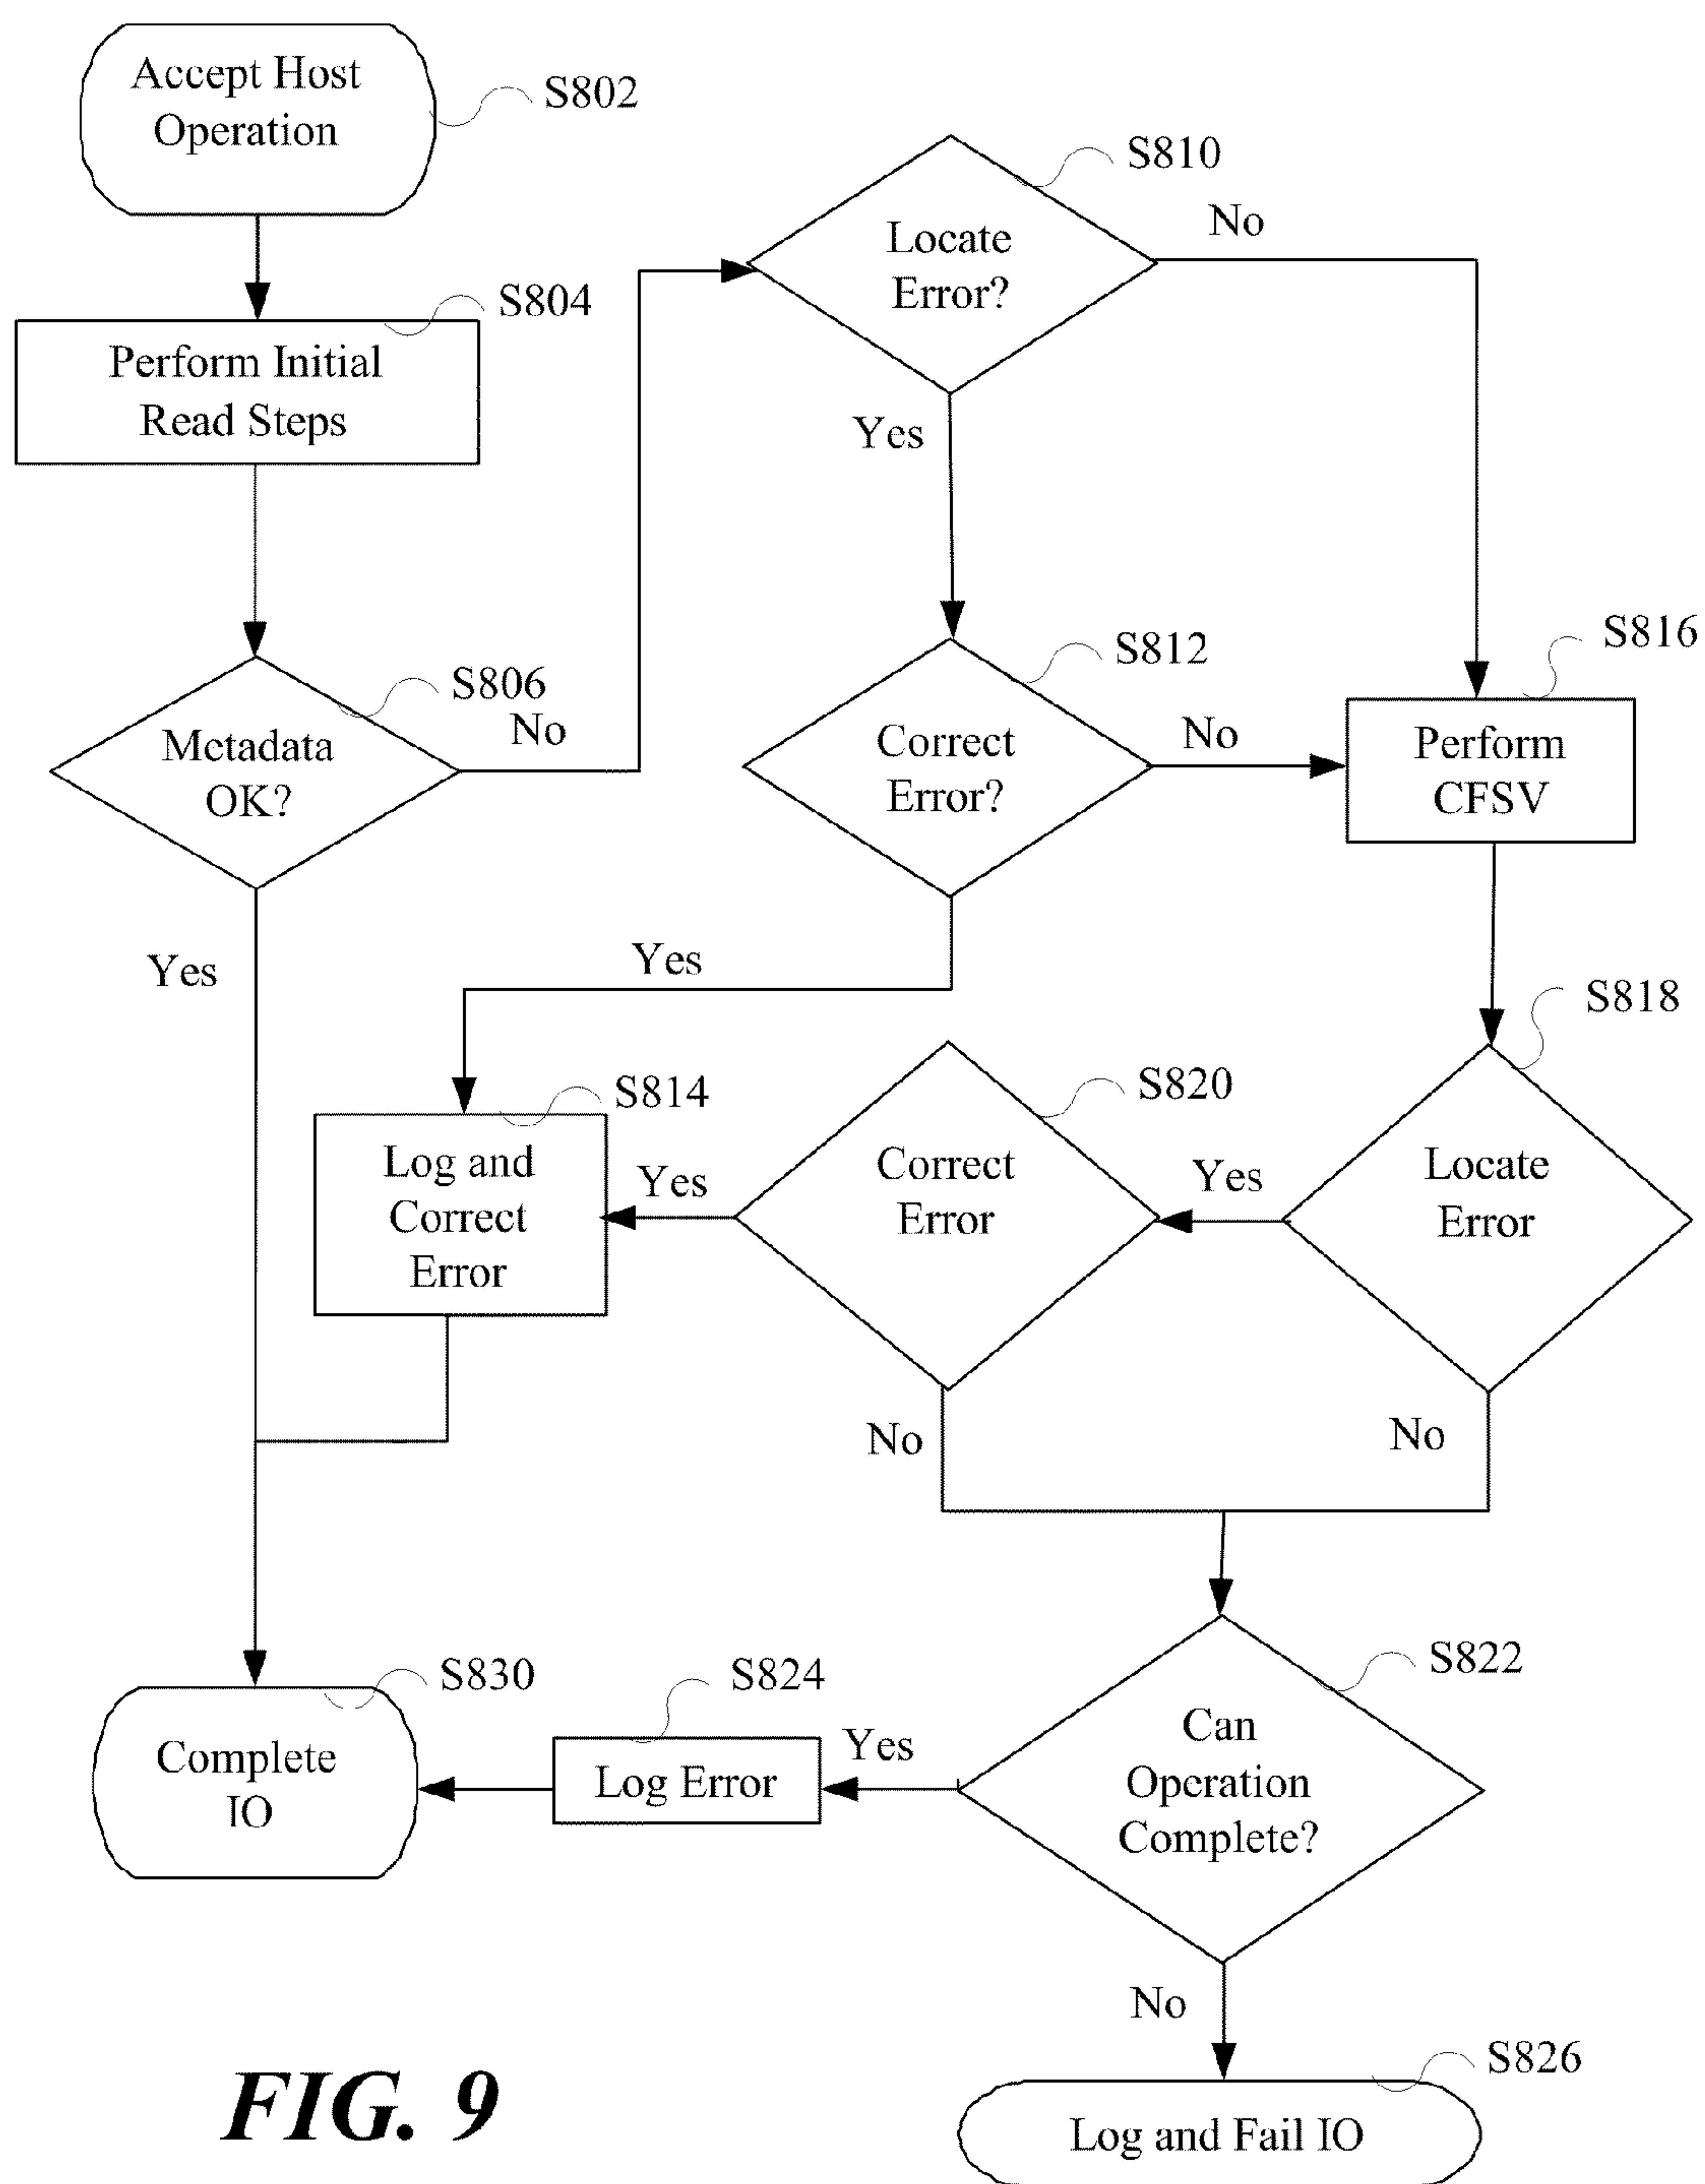 Accept Host
Operation
S802
S804
Perform Initial
Read Steps
S806
Metadata
OK?
No
Yes
S810
Locate
Error?
No
Yes
S812
Correct
Error?
No
Yes
S816
Perform
CFSV
S818
Locate
Error
Yes
No
S820
Correct
Error
Yes
No
S814
Log and
Correct
Error
S822
Can
Operation
Complete?
Yes
No
S824
Log Error
S830
Complete
IO
S826
Log and Fail IO
FIG. 9